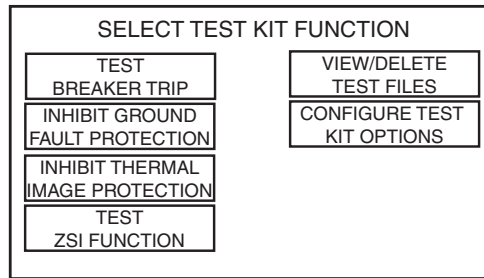 SELECT TEST KIT FUNCTION
TEST
BREAKER TRIP
INHIBIT GROUND
FAULT PROTECTION
INHIBIT THERMAL
IMAGE PROTECTION
TEST
ZSI FUNCTION
VIEW/DELETE
TEST FILES
CONFIGURE TEST
KIT OPTIONS